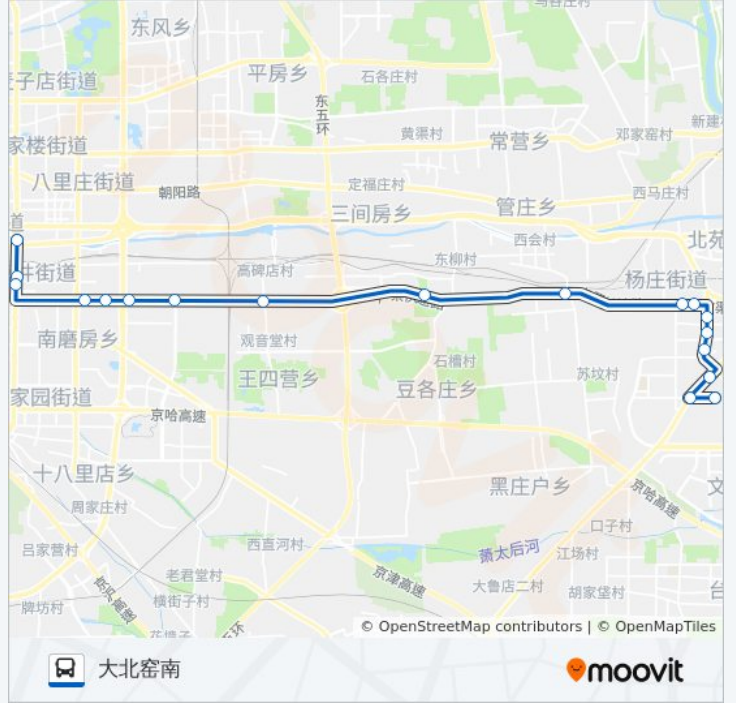 马各庄村
东风乡
平房乡
石各庄村
子店街道
东五环
新建
黄渠村
常营乡
邓家窑村
家楼街道
八里庄街道
朝阳路
定福庄村
西马庄村
三间房乡
管庄乡
道
西会村
北苑
井街道
高碑店村
东柳村
杨庄街道
南磨房乡
观音堂村
石槽村
王四营乡
豆各庄乡
苏坟村
家园街道
京哈高速
十八里店乡
黑庄户乡
京哈高速
文
周家庄村
口子村
吕家营村
西直河村
萧太后河
江场村
老君堂村
京津高速
大鲁店二村
胡家垡村
台
牌坊村
横街子村
五环
© OpenStreetMap contributors | © OpenMapTiles
大北窑南
moovit